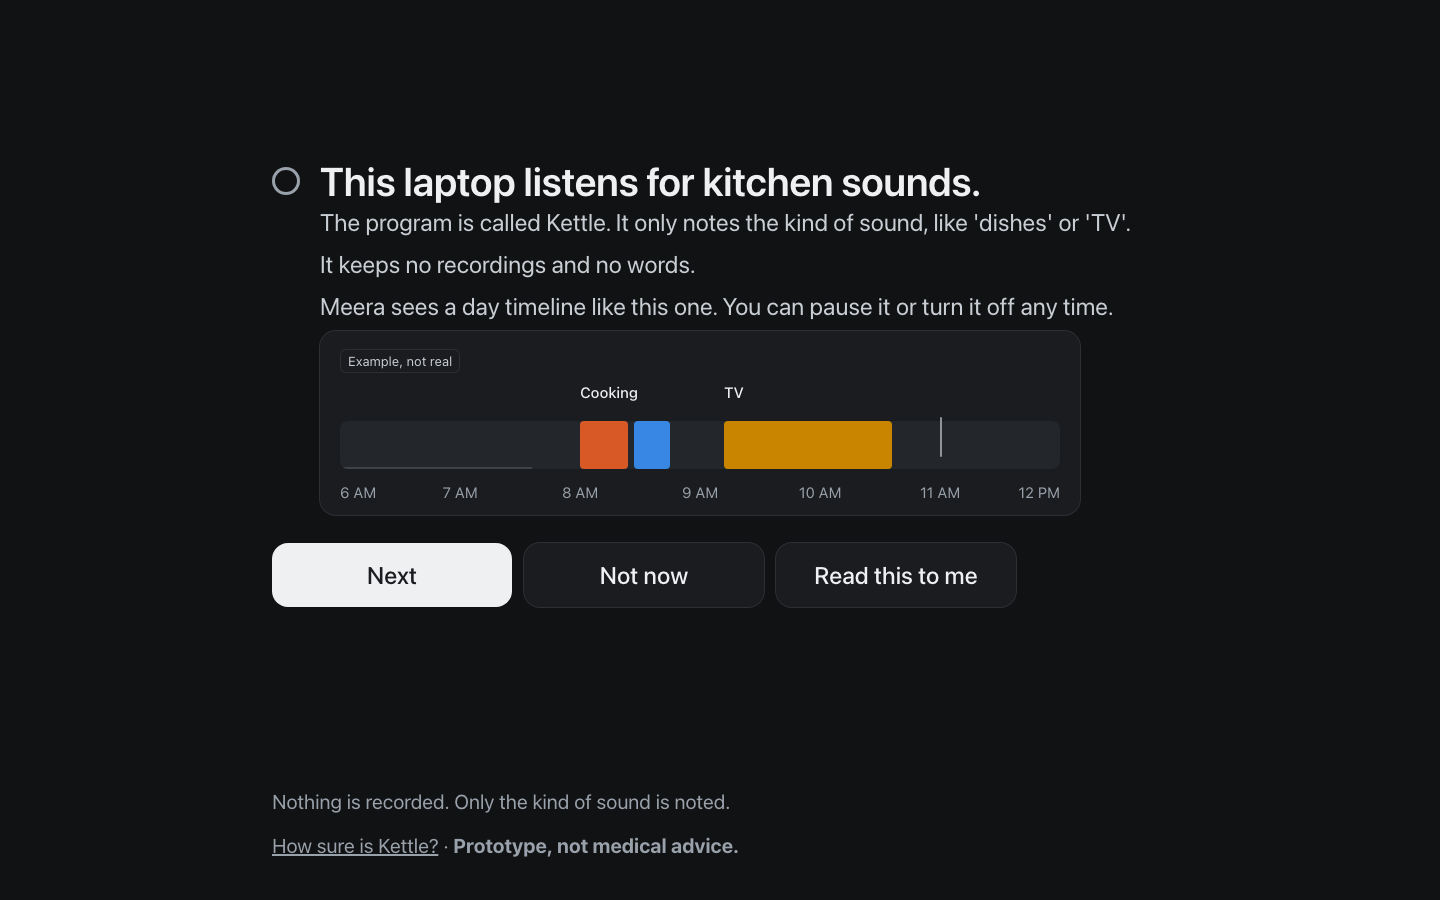 This laptop listens for kitchen sounds.
The program is called Kettle. It only notes the kind of sound, like 'dishes' or 'TV'.
It keeps no recordings and no words.
Meera sees a day timeline like this one. You can pause it or turn it off any time.
Example, not real
Cooking TV
6 AM 7 AM 8 AM 9 AM 10 AM 11 AM 12 PM
Next Not now Read this to me
Nothing is recorded. Only the kind of sound is noted.
How sure is Kettle? · Prototype, not medical advice.